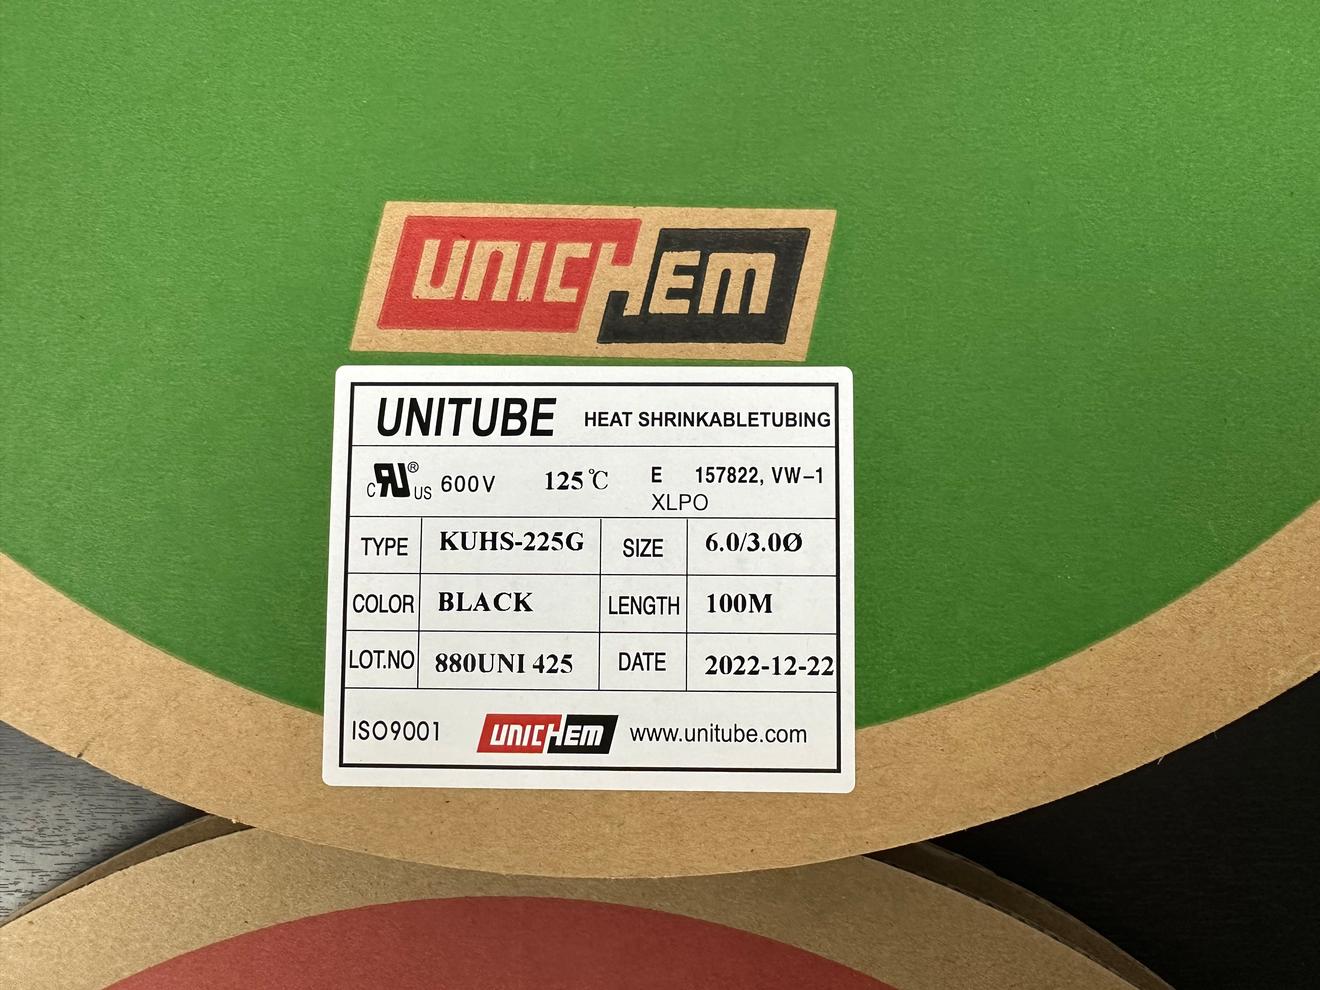 UNICHEM
UNITUBE HEAT SHRINKABLETUBING
c RU ® US 600V 125℃ E 157822, VW-1
XLPO
TYPE KUHS-225G SIZE 6.0/3.0Ø
COLOR BLACK LENGTH 100M
LOT.NO 880UNI 425 DATE 2022-12-22
ISO9001 UNICHEM www.unitube.com